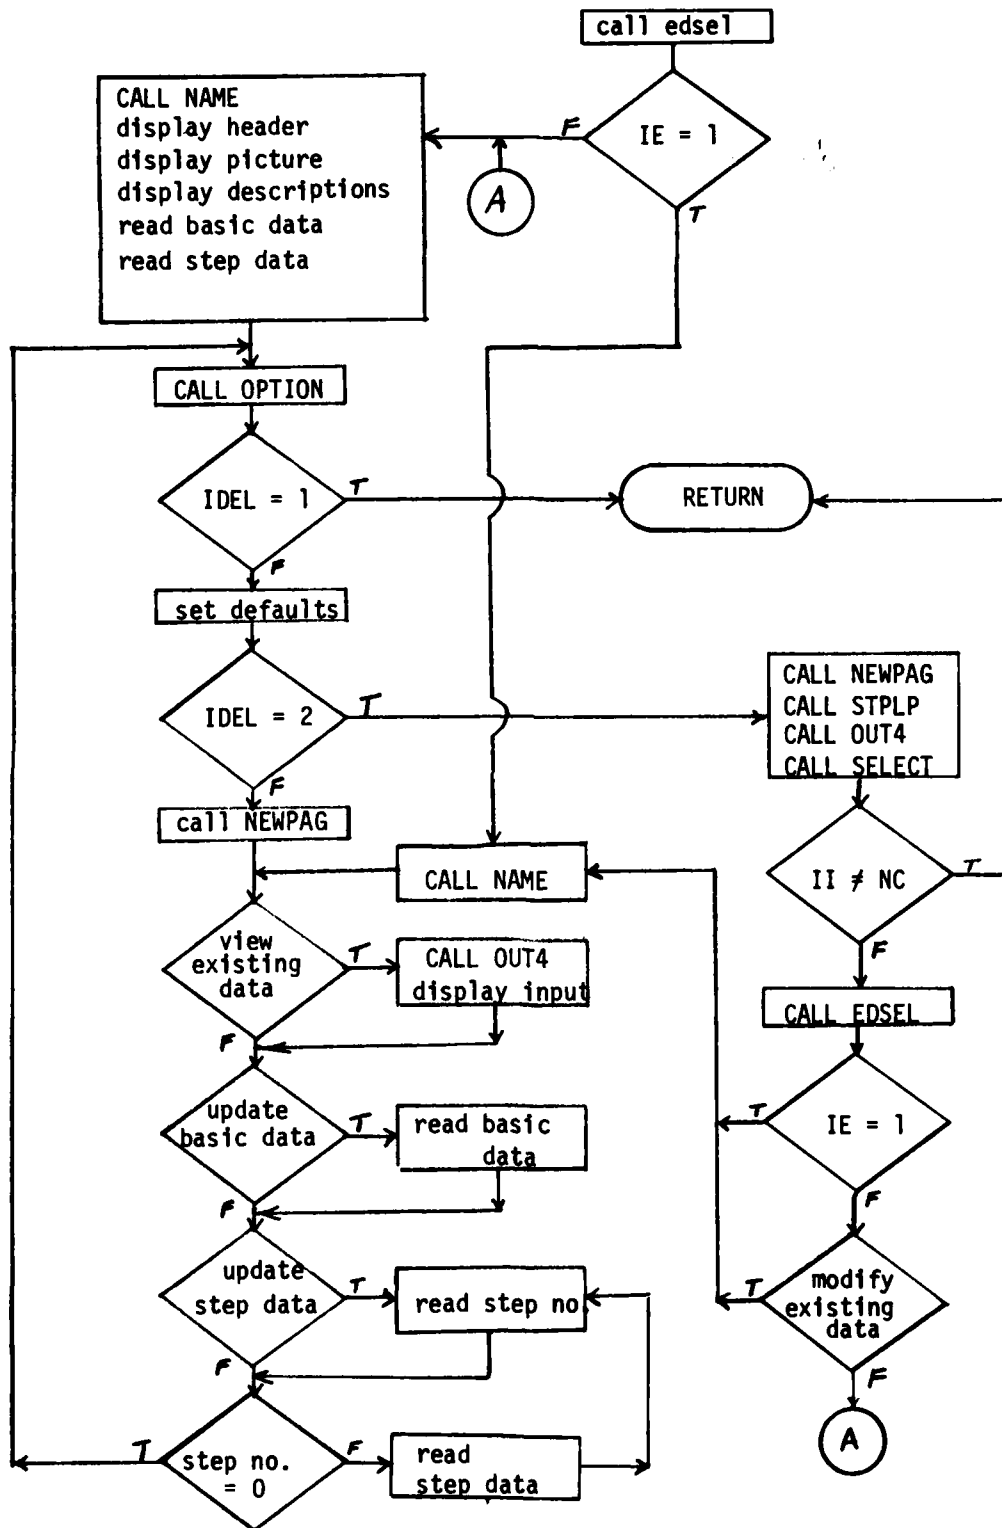 call edsel
IE = 1
F
T
A
CALL NAME
display header
display picture
display descriptions
read basic data
read step data
CALL OPTION
IDEL = 1
T
F
RETURN
set defaults
IDEL = 2
T
F
CALL NEWPAG
CALL STPLP
CALL OUT4
CALL SELECT
call NEWPAG
CALL NAME
II ≠ NC
T
F
view
existing
data
T
F
CALL OUT4
display input
CALL EDSEL
IE = 1
T
F
update
basic data
T
F
read basic
data
update
step data
T
F
read step no.
modify
existing
data
T
F
A
step no.
= 0
T
F
read
step data